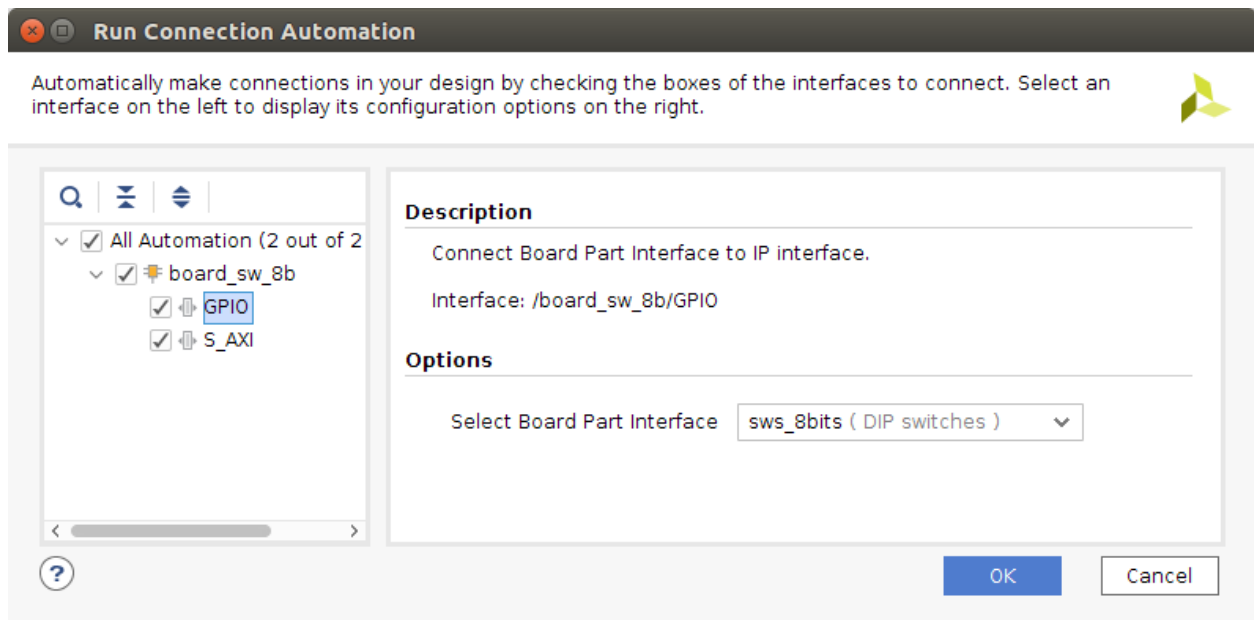 Run Connection Automation
Automatically make connections in your design by checking the boxes of the interfaces to connect. Select an
interface on the left to display its configuration options on the right.
All Automation (2 out of 2
board_sw_8b
GPIO
S_AXI
Description
Connect Board Part Interface to IP interface.
Interface: /board_sw_8b/GPIO
Options
Select Board Part Interface sws_8bits ( DIP switches )
? OK Cancel